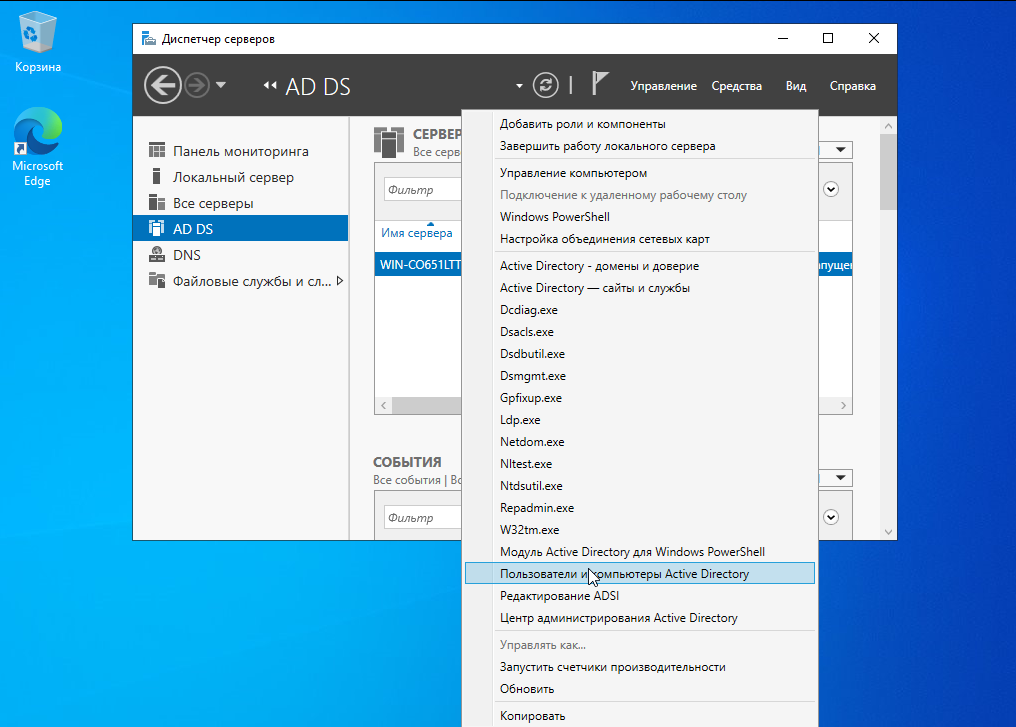 Корзина
Microsoft
Edge
Диспетчер серверов
AD DS
Управление
Средства
Вид
Справка
Панель мониторинга
Локальный сервер
Все серверы
AD DS
DNS
Файловые службы и сл...
СЕРВЕР
Все серв
Фильтр
Имя сервера
WIN-CO651LTT
апущен
СОБЫТИЯ
Все события | Вс
Фильтр
Добавить роли и компоненты
Завершить работу локального сервера
Управление компьютером
Подключение к удаленному рабочему столу
Windows PowerShell
Настройка объединения сетевых карт
Active Directory - домены и доверие
Active Directory — сайты и службы
Dcdiag.exe
Dsacls.exe
Dsdbutil.exe
Dsmgmt.exe
Gpfixup.exe
Ldp.exe
Netdom.exe
Nltest.exe
Ntdsutil.exe
Repadmin.exe
W32tm.exe
Модуль Active Directory для Windows PowerShell
Пользователи и компьютеры Active Directory
Редактирование ADSI
Центр администрирования Active Directory
Управлять как...
Запустить счетчики производительности
Обновить
Копировать